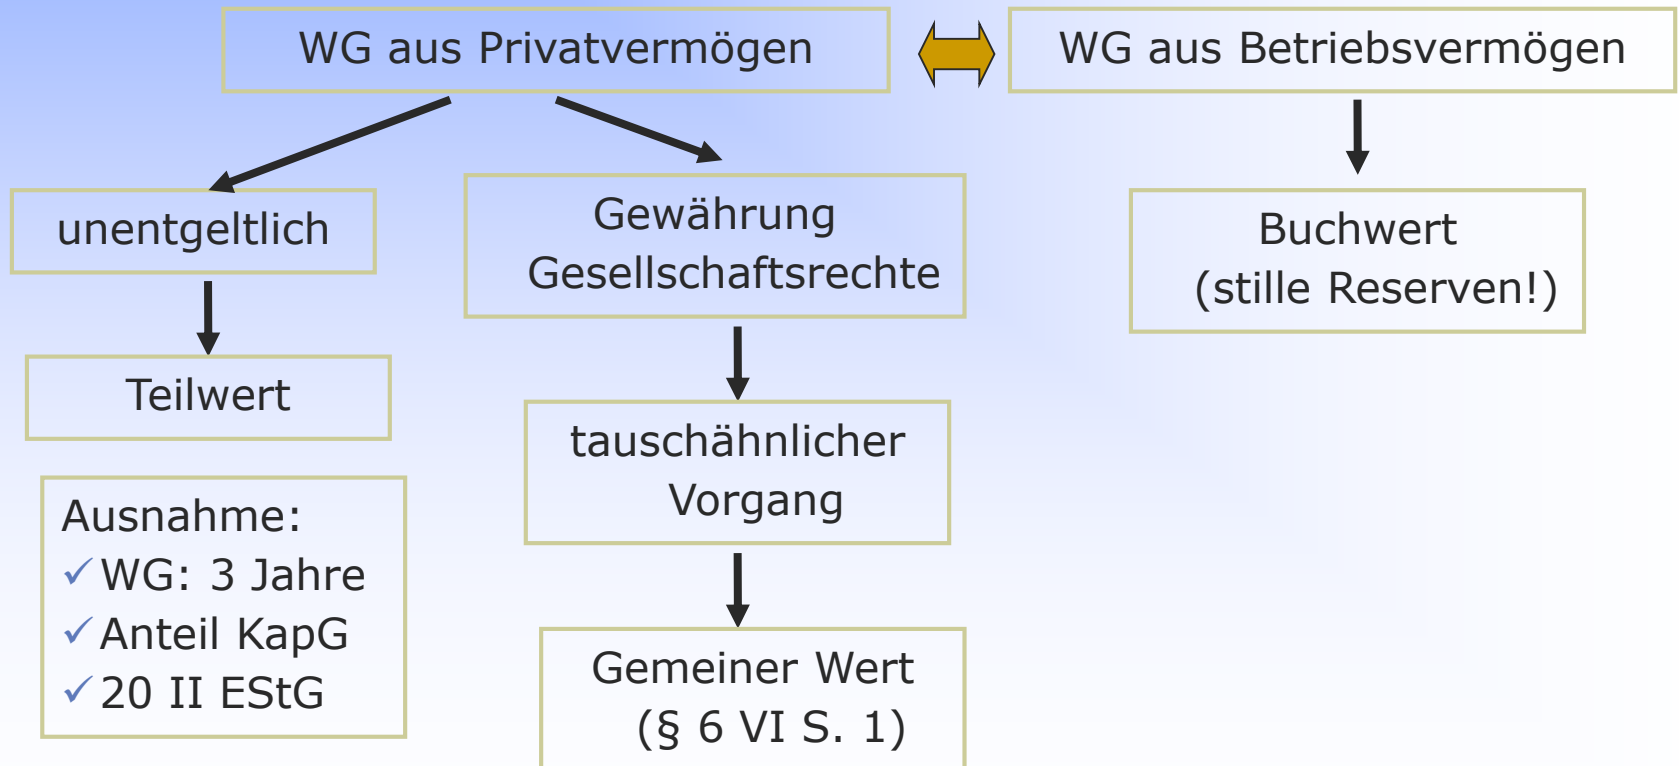 WG aus Privatvermögen
WG aus Betriebsvermögen
unentgeltlich
Gewährung
Gesellschaftsrechte
Buchwert
(stille Reserven!)
Teilwert
tauschähnlicher
Vorgang
Ausnahme:
✓ WG: 3 Jahre
✓ Anteil KapG
✓ 20 II EStG
Gemeiner Wert
(§ 6 VI S. 1)